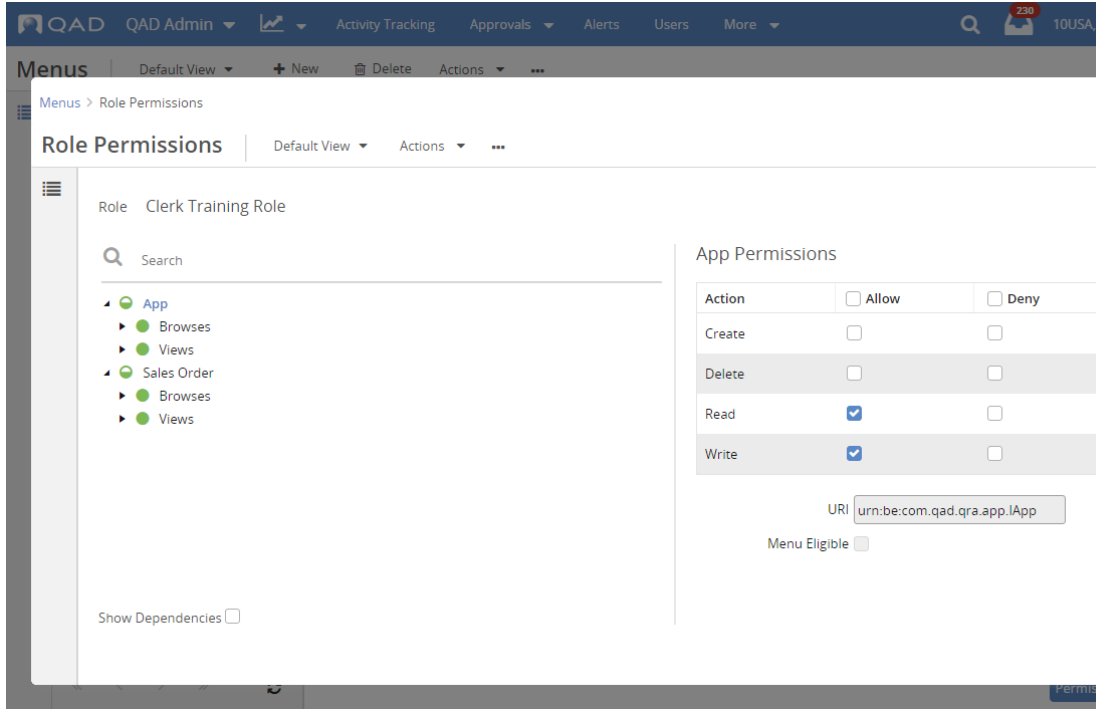 QAD QAD Admin Activity Tracking Approvals Alerts Users More 230 10USA,
Menus Default View + New Delete Actions ...
Menus > Role Permissions
Role Permissions Default View Actions ...
Role Clerk Training Role
Search
App
Browses
Views
Sales Order
Browses
Views
Show Dependencies
App Permissions
Action Allow Deny
Create
Delete
Read
Write
URI urn:be:com.qad.qra.app.IApp
Menu Eligible
Permis